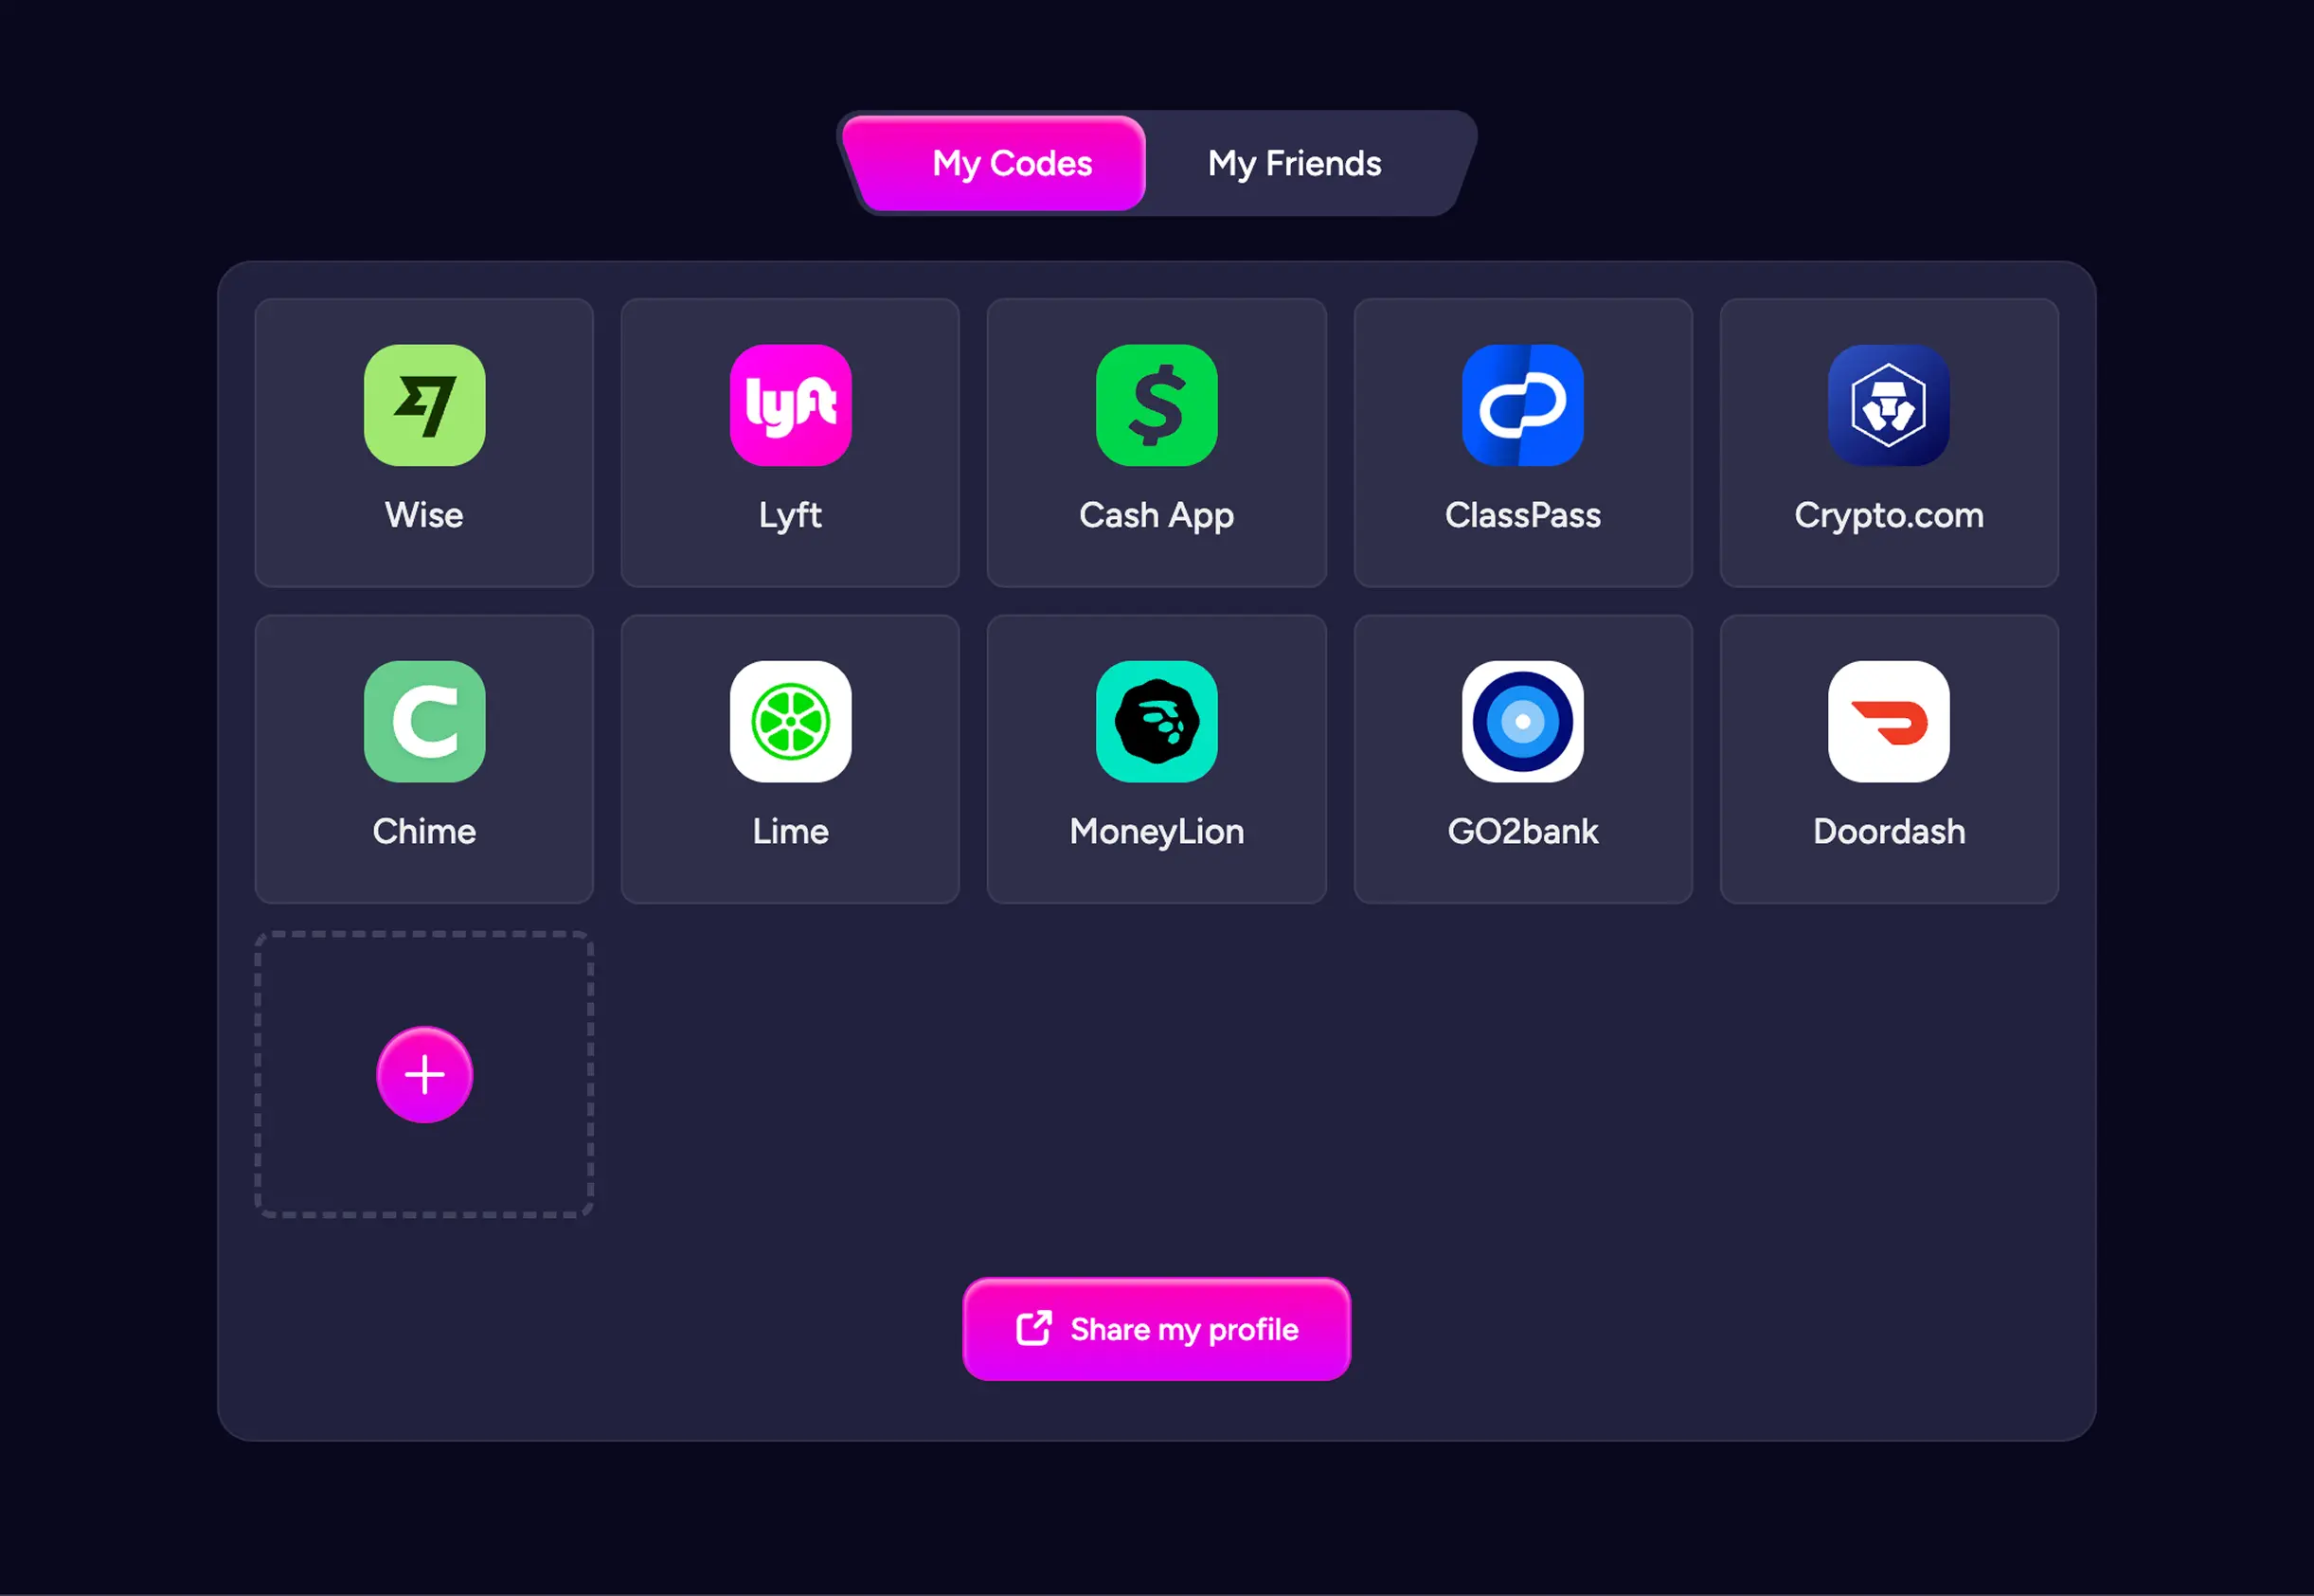 My Codes
My Friends
lyft
Wise
Lyft
Cash App
ClassPass
Crypto.com
Chime
Lime
MoneyLion
GO2bank
Doordash
Share my profile